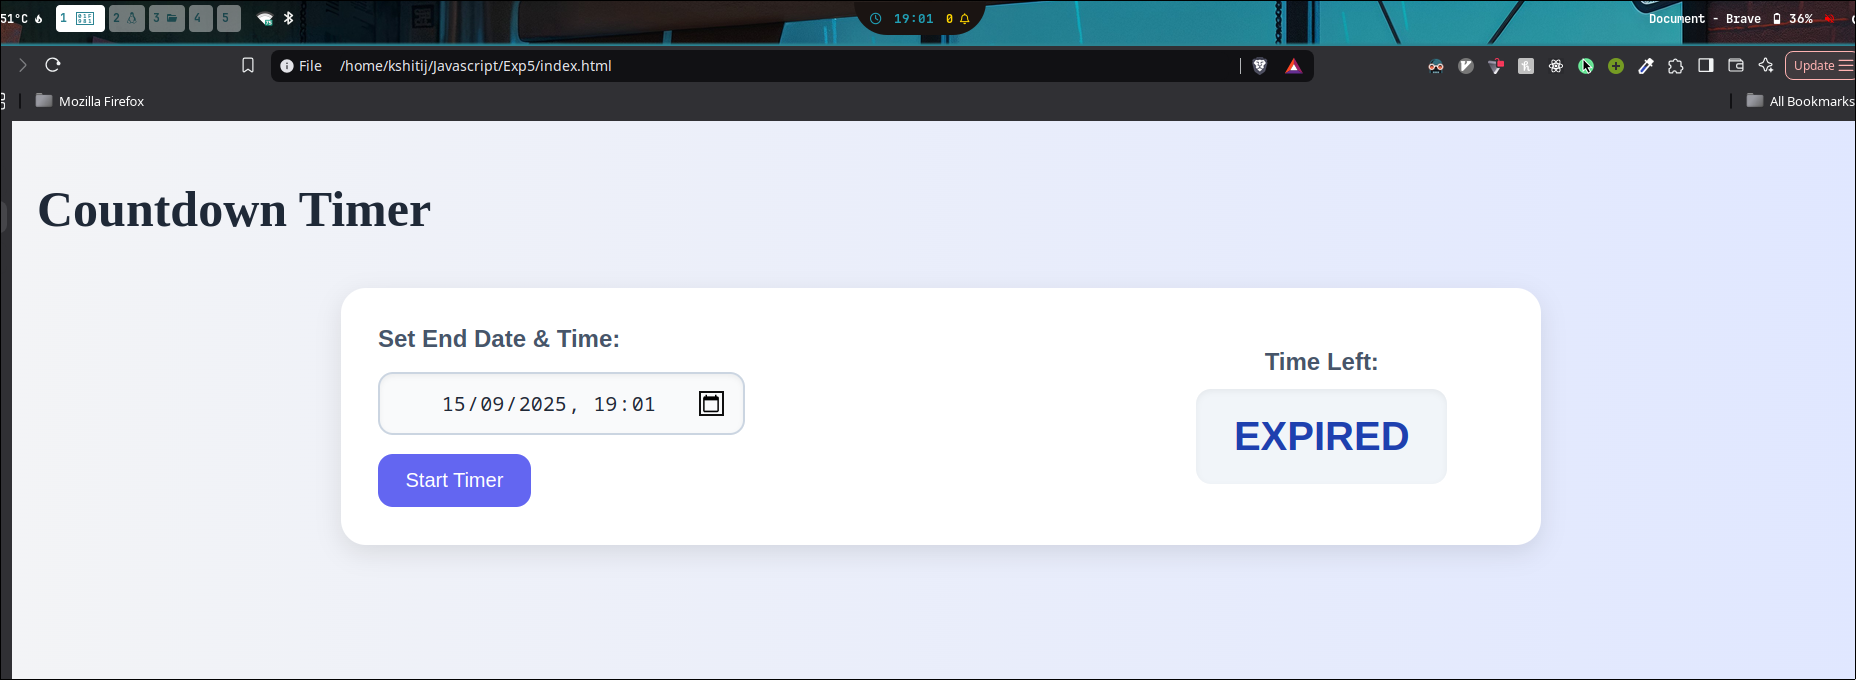 51°C 1 2 3 4 5 19:01 0 Document - Brave 36%
File /home/kshitij/Javascript/Exp5/index.html Update
Mozilla Firefox All Bookmarks
Countdown Timer
Set End Date & Time:
15/09/2025, 19:01
Start Timer
Time Left:
EXPIRED